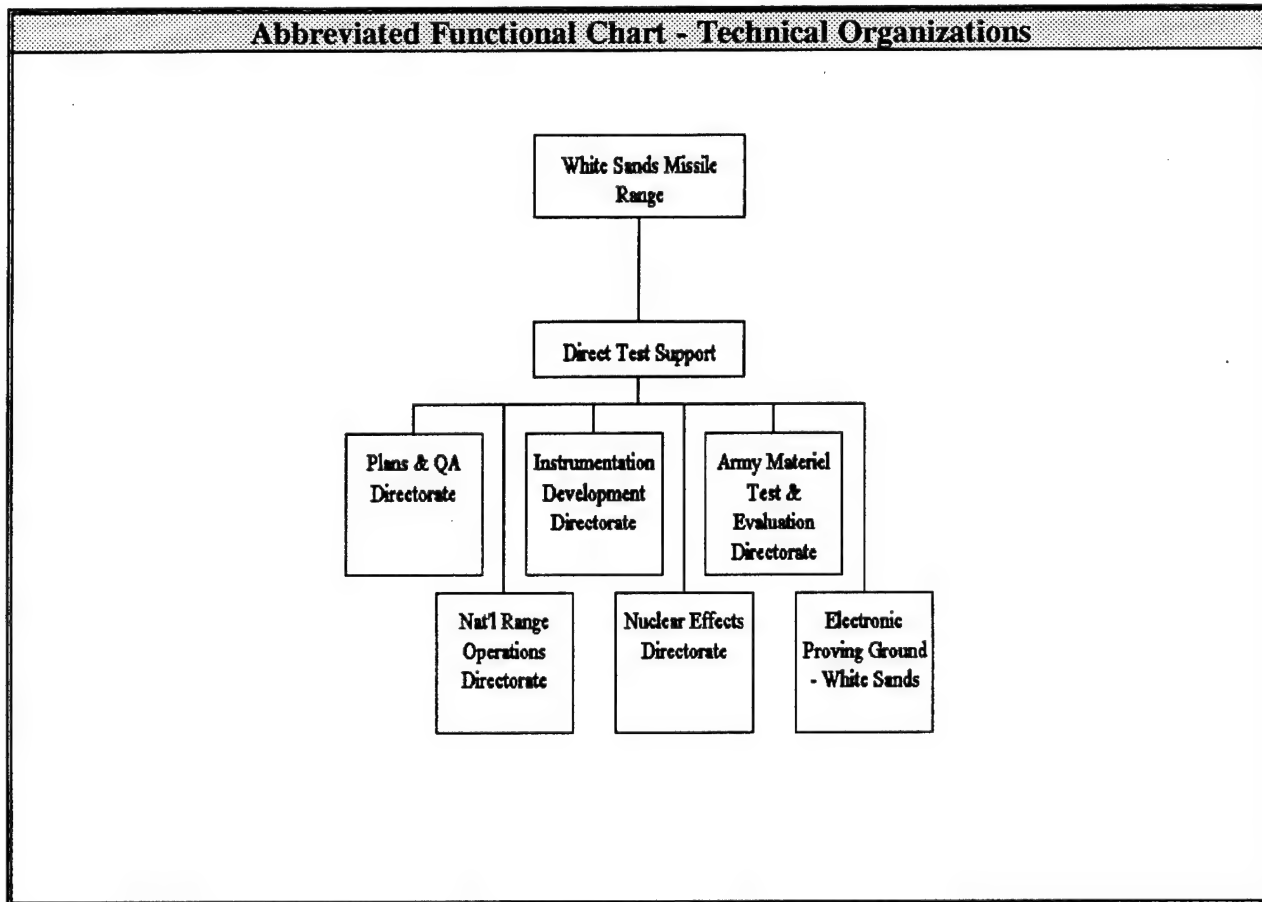 Abbreviated Functional Chart - Technical Organizations
White Sands Missile
Range
Direct Test Support
Plans & QA
Directorate
Instrumentation
Development
Directorate
Army Materiel
Test &
Evaluation
Directorate
Nat'l Range
Operations
Directorate
Nuclear Effects
Directorate
Electronic
Proving Ground
- White Sands